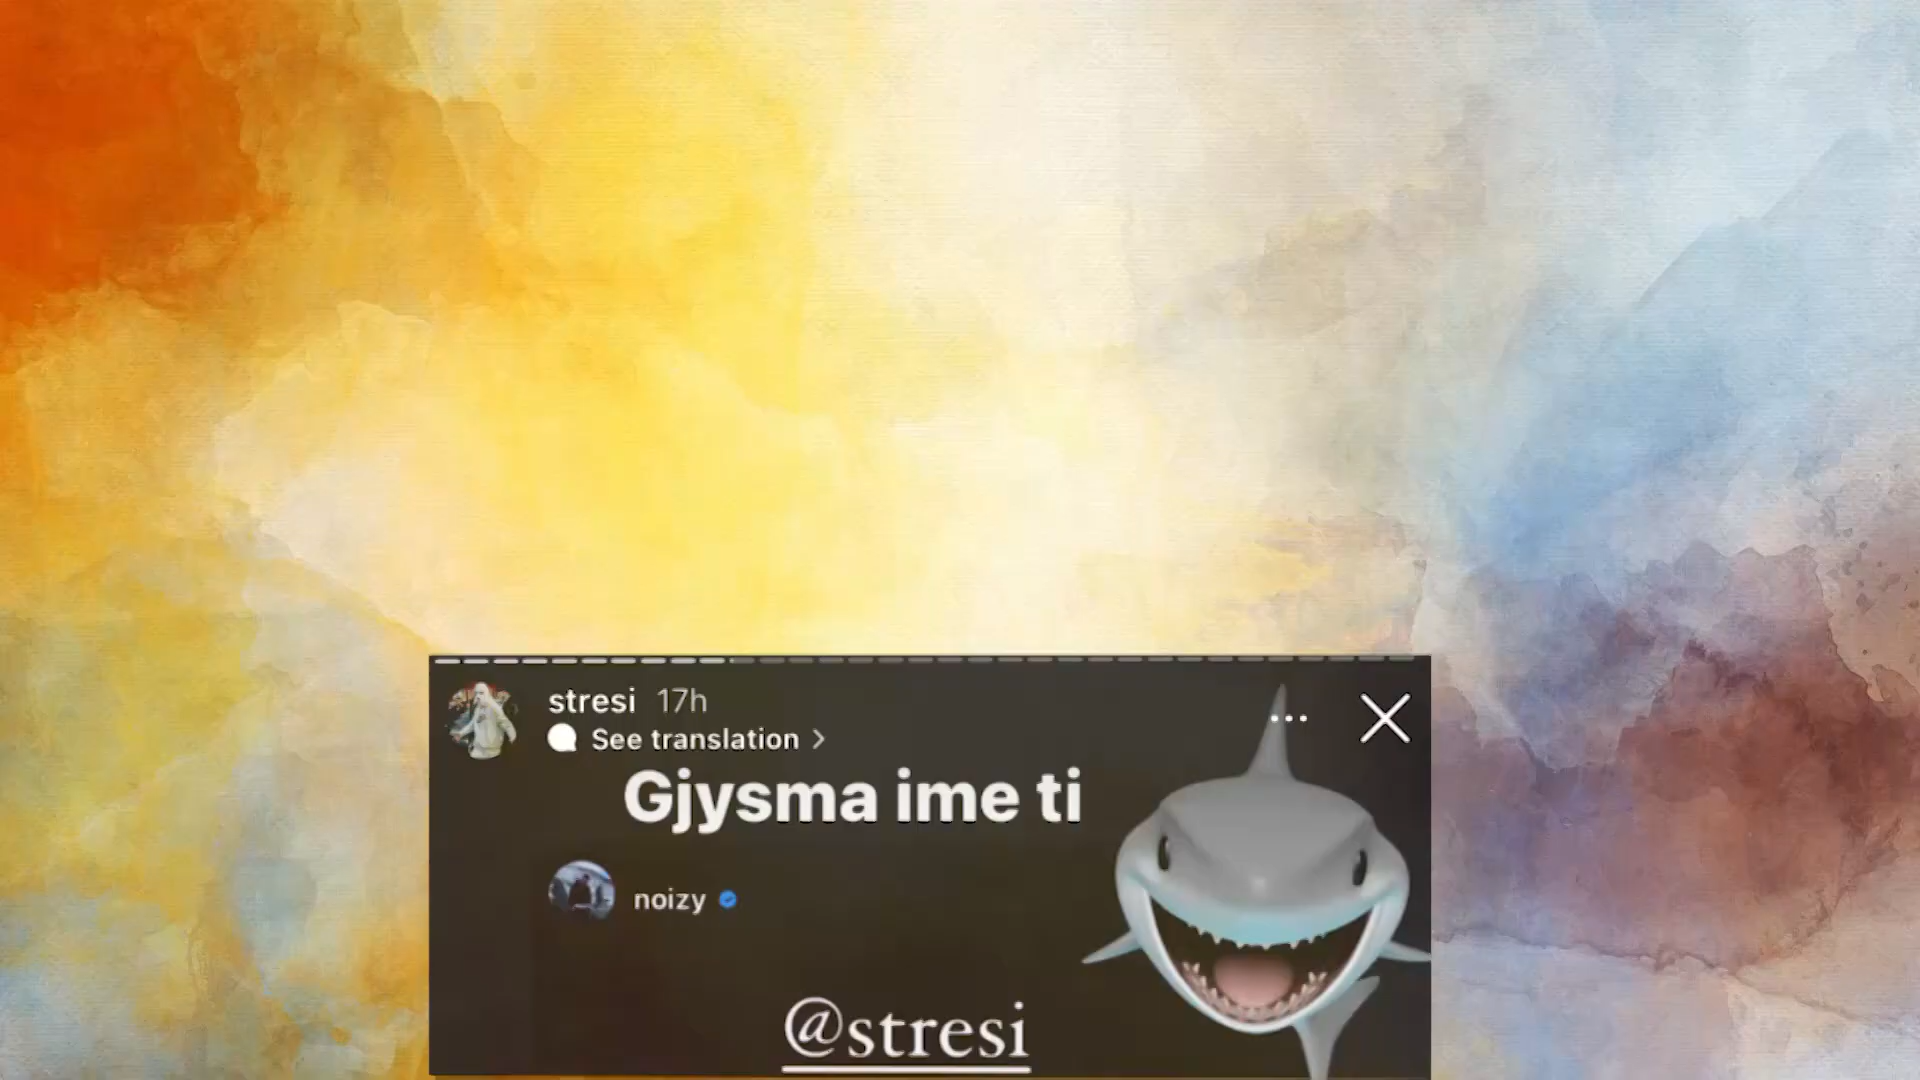 stresi 17h
See translation
Gjysma ime ti
noizy
@stresi